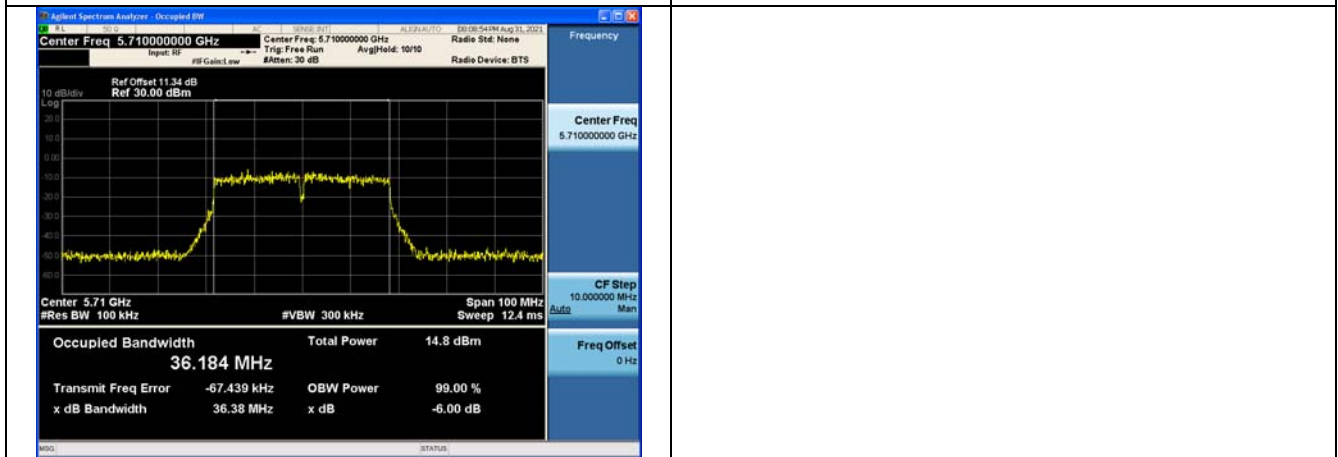 Agilent Spectrum Analyzer - Occupied BW
RL 50 Ω AC SENSE:INT ALIGNAUTO 08:08:54 PM Aug 31, 2021
Center Freq 5.710000000 GHz
Center Freq: 5.710000000 GHz
Radio Std: None
Input: RF
Trig: Free Run Avg|Hold: 10/10
#IFGain:Low
#Atten: 30 dB
Radio Device: BTS
Frequency
Ref Offset 11.34 dB
10 dB/div Ref 30.00 dBm
Log
20.0
10.0
0.00
-10.0
-20.0
-30.0
-40.0
-50.0
-60.0
Center Freq
5.710000000 GHz
Center 5.71 GHz Span 100 MHz
#Res BW 100 kHz #VBW 300 kHz Sweep 12.4 ms
CF Step
10.000000 MHz
Auto Man
Occupied Bandwidth Total Power 14.8 dBm
36.184 MHz
Transmit Freq Error -67.439 kHz OBW Power 99.00 %
x dB Bandwidth 36.38 MHz x dB -6.00 dB
Freq Offset
0 Hz
MSG STATUS